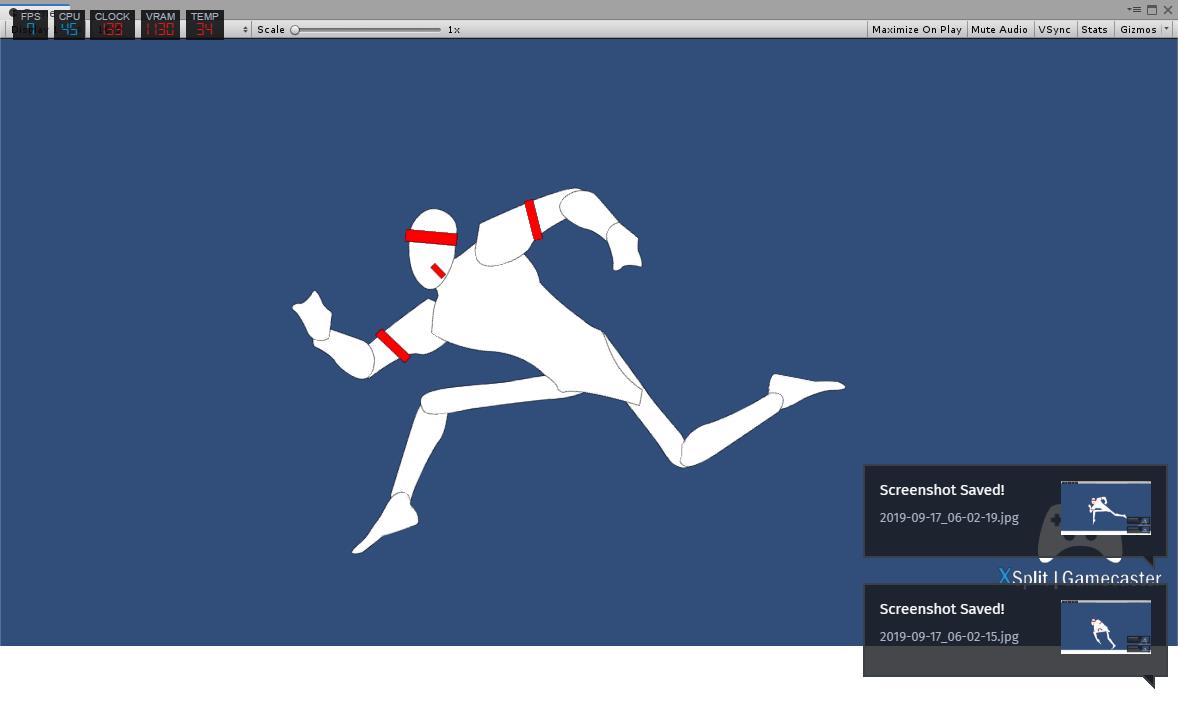 FPS CPU CLOCK VRAM TEMP
45 139 1130 34
Scale 1x Maximize On Play Mute Audio VSync Stats Gizmos
Screenshot Saved!
2019-09-17_06-02-19.jpg
XSplit | Gamecaster
Screenshot Saved!
2019-09-17_06-02-15.jpg